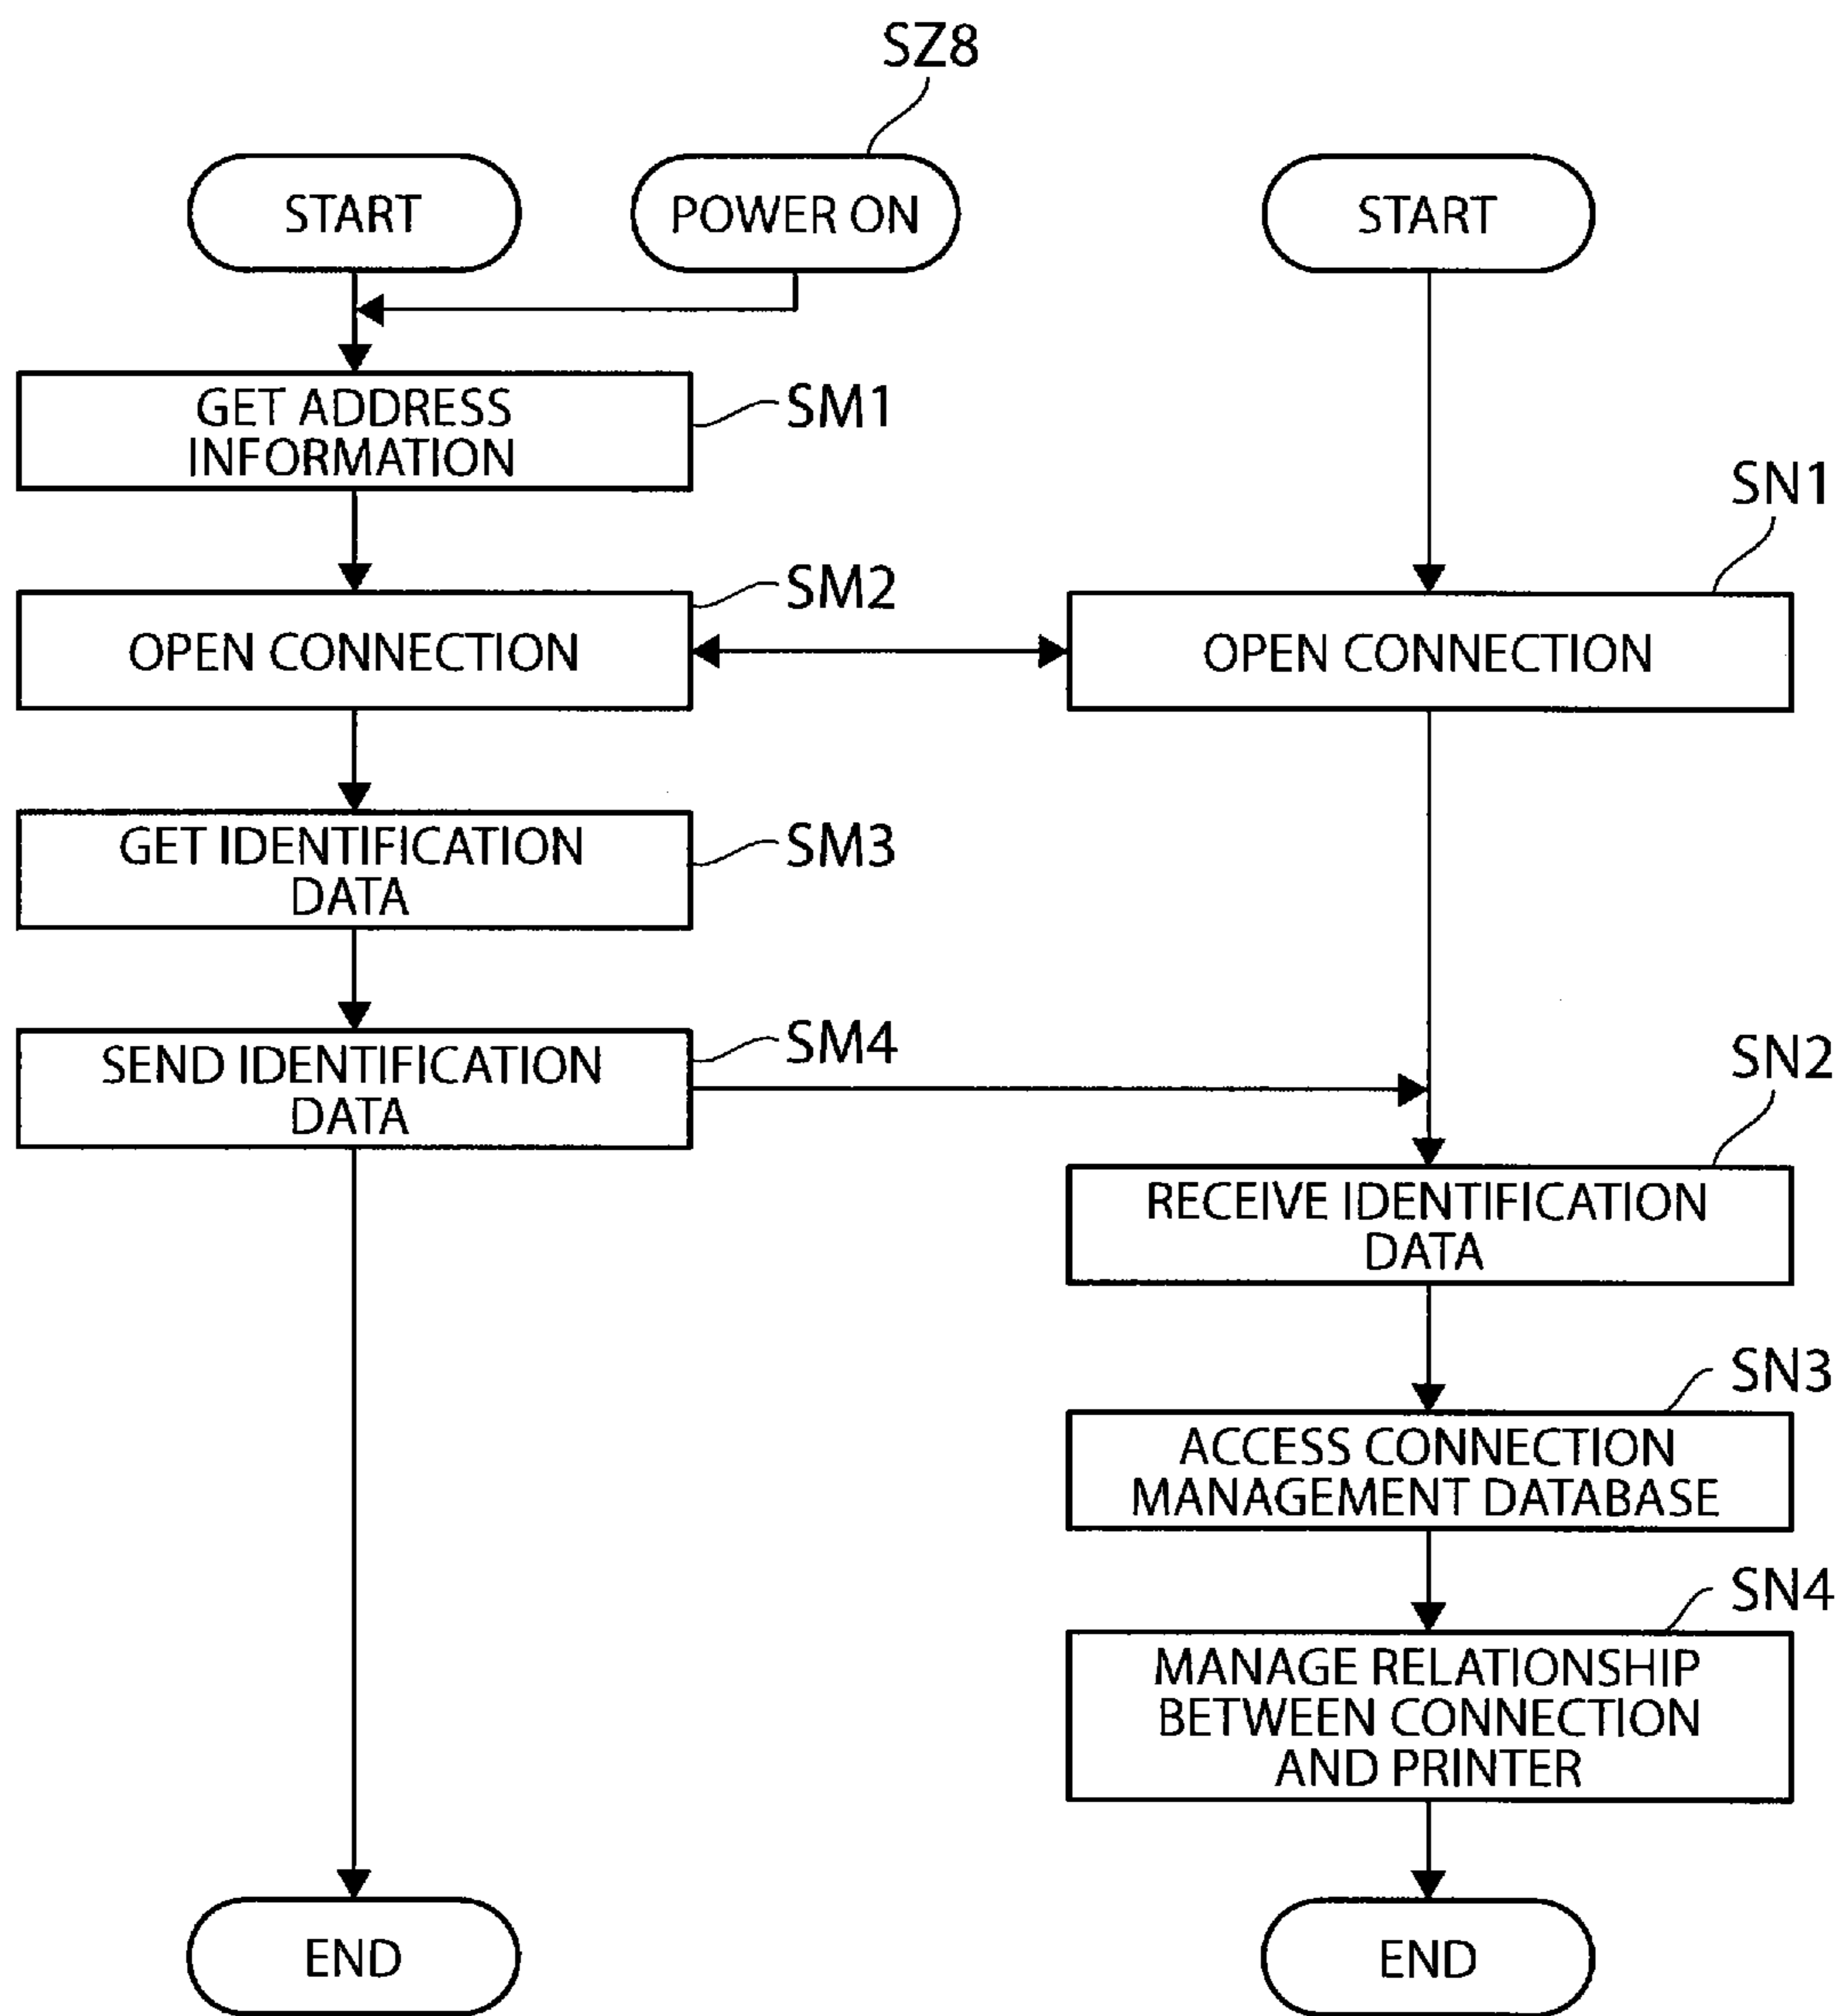 SZ8
START
POWER ON
START
GET ADDRESS
INFORMATION
SM1
SN1
OPEN CONNECTION
SM2
OPEN CONNECTION
GET IDENTIFICATION
DATA
SM3
SEND IDENTIFICATION
DATA
SM4
SN2
RECEIVE IDENTIFICATION
DATA
SN3
ACCESS CONNECTION
MANAGEMENT DATABASE
SN4
MANAGE RELATIONSHIP
BETWEEN CONNECTION
AND PRINTER
END
END